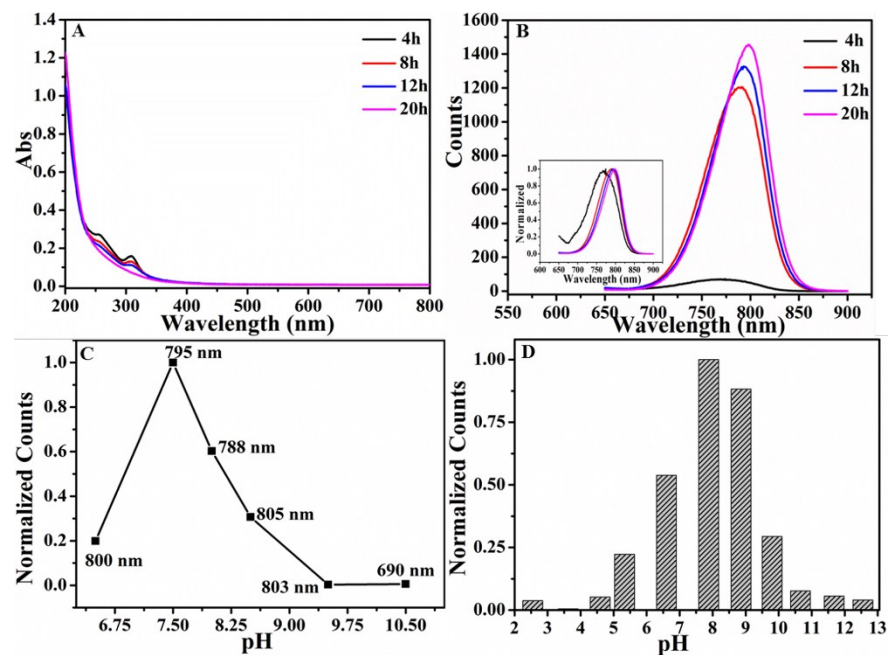 A
4h
8h
12h
20h
1.4
1.2
1.0
0.8
0.6
0.4
0.2
0.0
Abs
200 300 400 500 600 700 800
Wavelength (nm)
B
4h
8h
12h
20h
1600
1400
1200
1000
800
600
400
200
0
Counts
550 600 650 700 750 800 850 900
Wavelength (nm)
1.0
0.8
0.6
0.4
0.2
0.0
Normalized
600 650 700 750 800 850 900
Wavelength (nm)
C
795 nm
788 nm
805 nm
800 nm
803 nm
690 nm
1.0
0.8
0.6
0.4
0.2
0.0
Normalized Counts
6.75 7.50 8.25 9.00 9.75 10.50
pH
D
1.00
0.75
0.50
0.25
0.00
Normalized Counts
2 3 4 5 6 7 8 9 10 11 12 13
pH